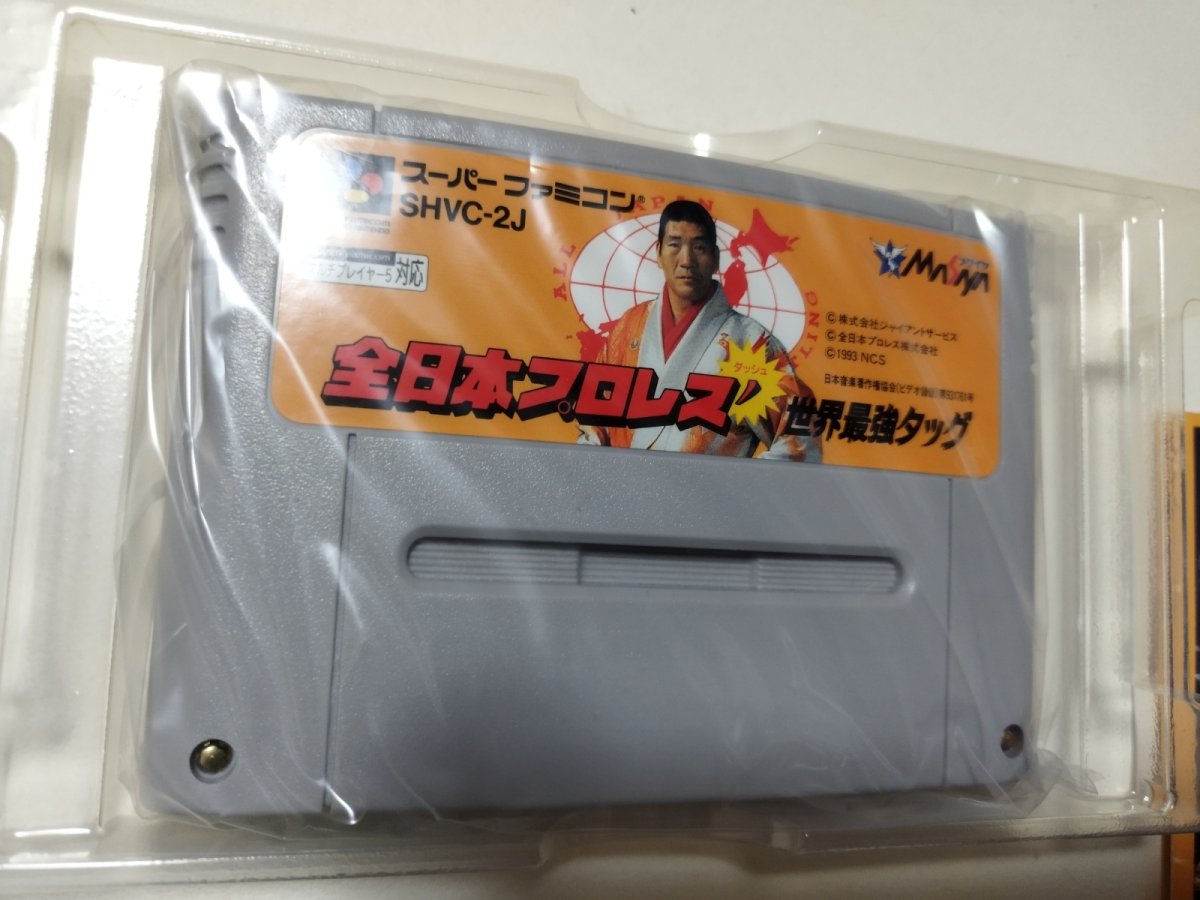 スーパーファミコン®
SHVC-2J
マルチプレイヤー5 対応
ALL JAPAN
MASAYA
©株式会社ジャイアントサービス
©全日本プロレス株式会社
©1993 NCS
全日本プロレス'
ダッシュ
世界最強タッグ